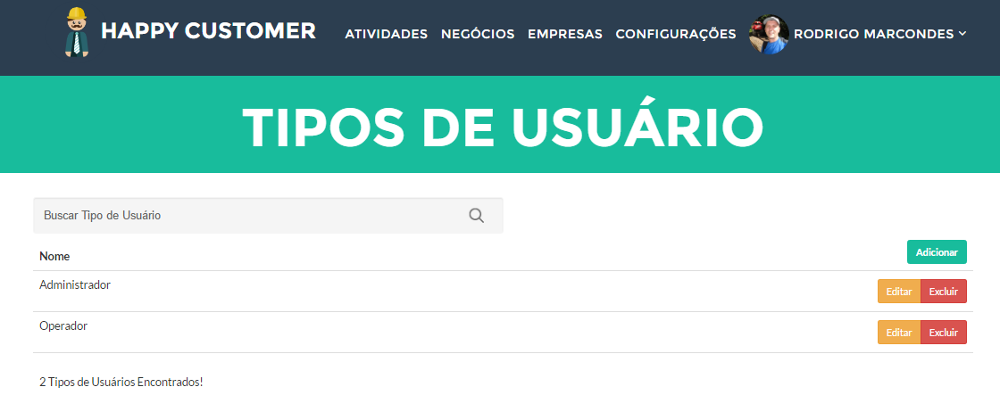 HAPPY CUSTOMER ATIVIDADES NEGÓCIOS EMPRESAS CONFIGURAÇÕES RODRIGO MARCONDES
TIPOS DE USUÁRIO
Buscar Tipo de Usuário
Nome Adicionar
Administrador Editar Excluir
Operador Editar Excluir
2 Tipos de Usuários Encontrados!